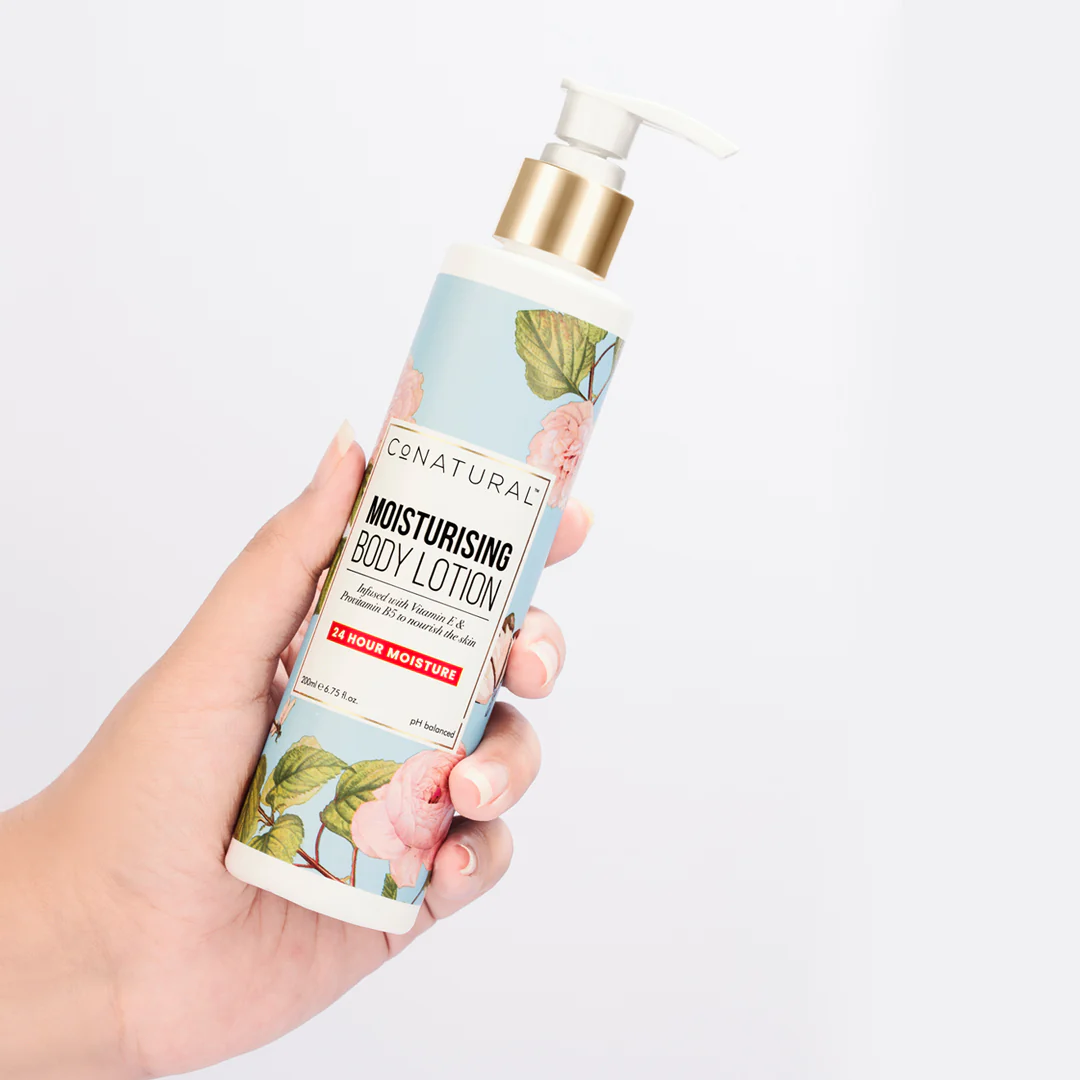 CoNATURAL™
MOISTURISING
BODY LOTION
Infused with Vitamin E &
Provitamin B5 to nourish the skin
24 HOUR MOISTURE
200ml ℮ 6.75 fl.oz.
pH balanced